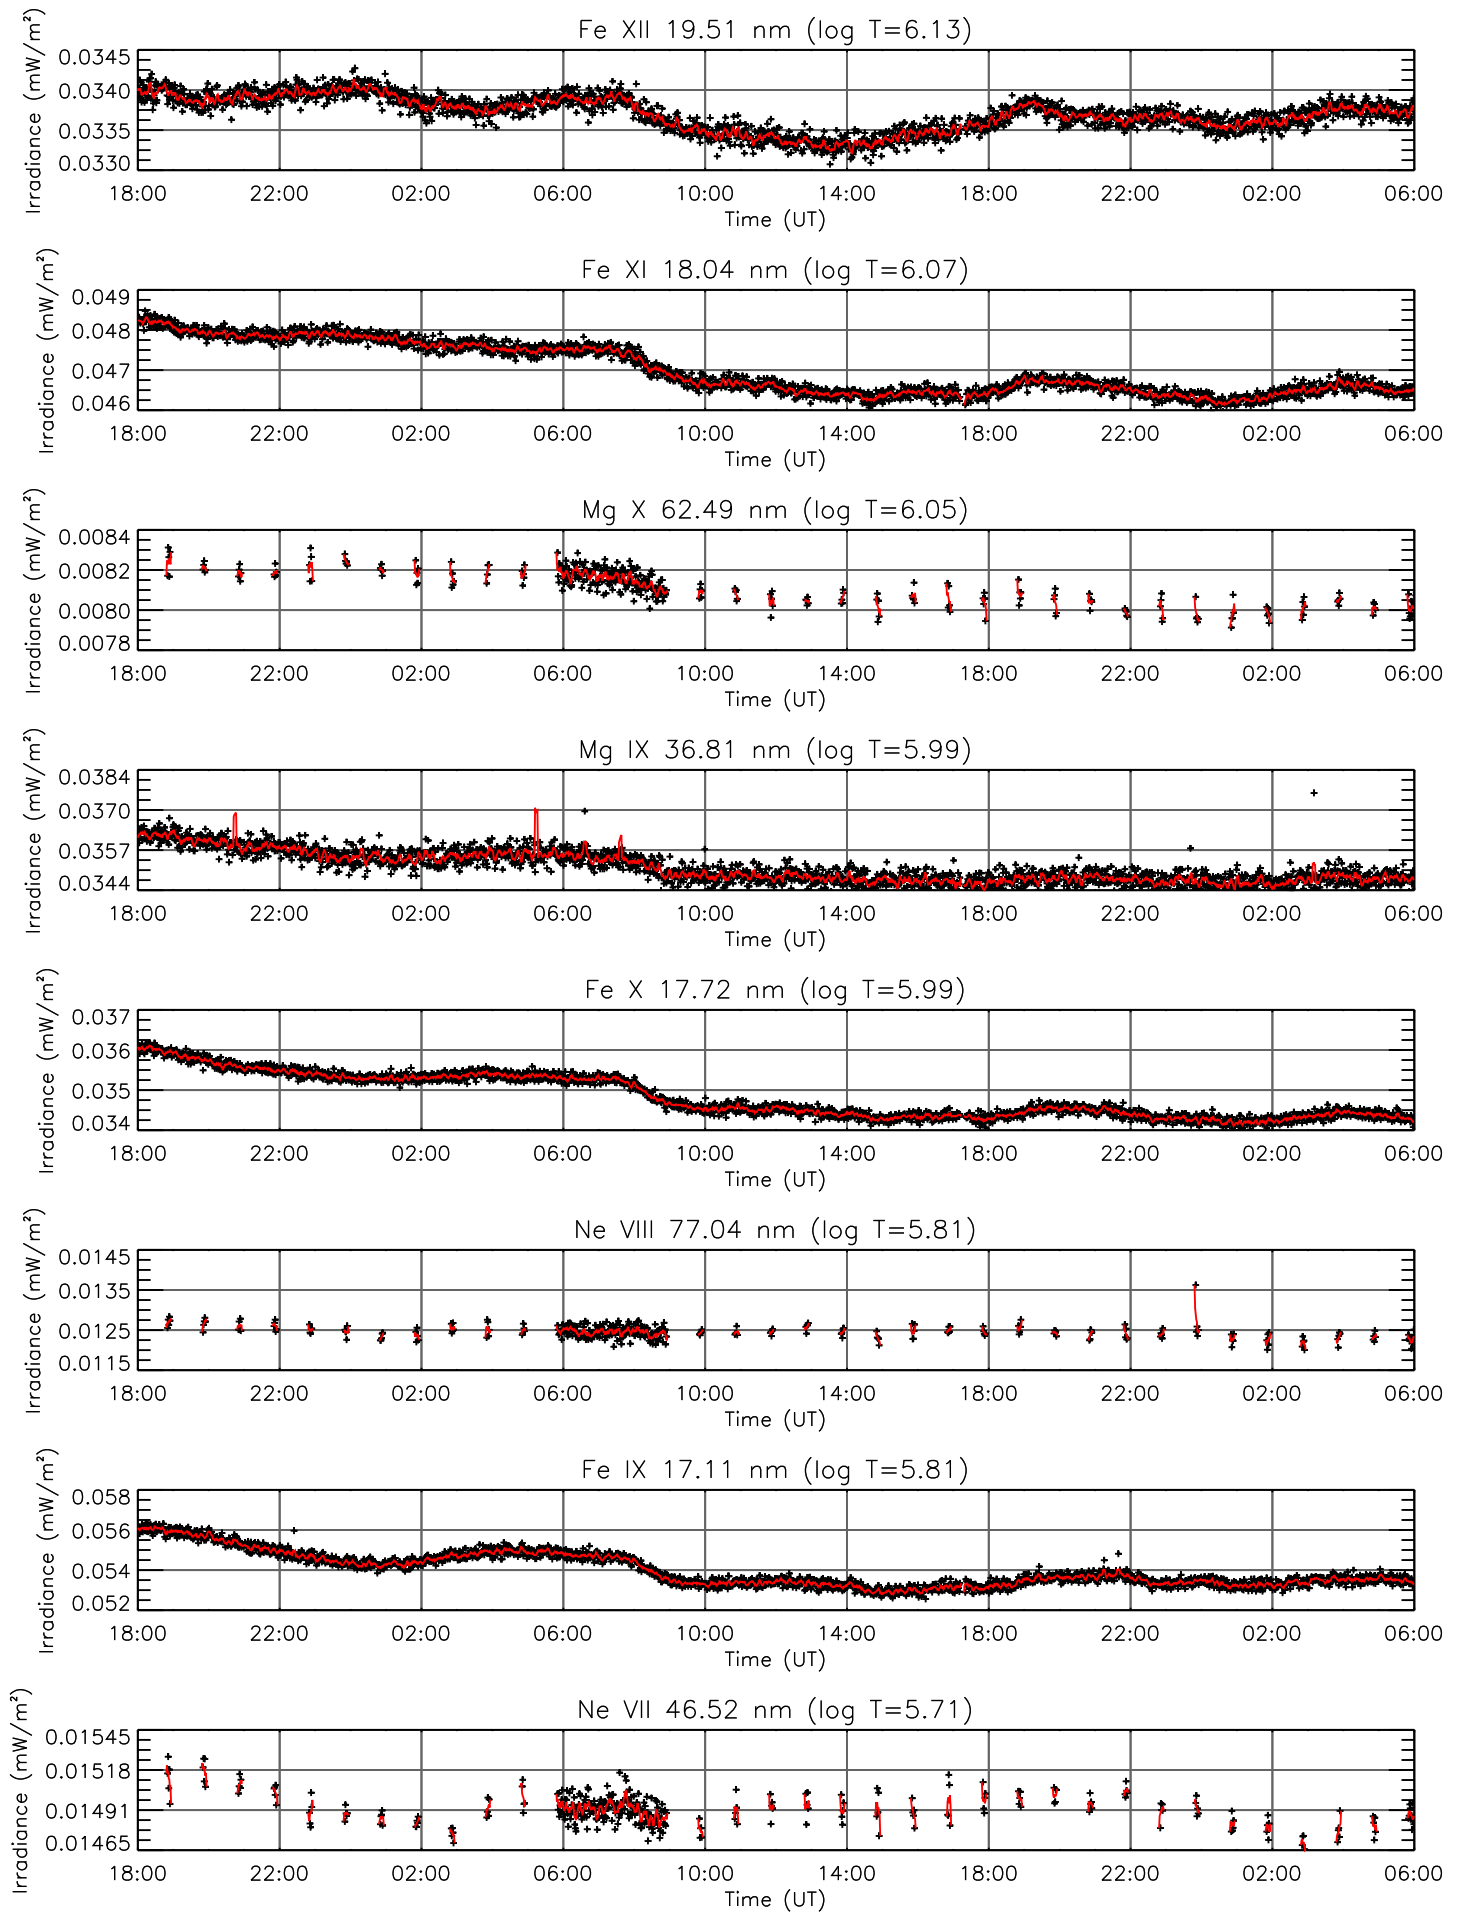 Fe XII 19.51 nm (log T=6.13)
Irradiance (mW/m²)
0.0345
0.0340
0.0335
0.0330
18:00 22:00 02:00 06:00 10:00 14:00 18:00 22:00 02:00 06:00
Time (UT)
Fe XI 18.04 nm (log T=6.07)
Irradiance (mW/m²)
0.049
0.048
0.047
0.046
18:00 22:00 02:00 06:00 10:00 14:00 18:00 22:00 02:00 06:00
Time (UT)
Mg X 62.49 nm (log T=6.05)
Irradiance (mW/m²)
0.0084
0.0082
0.0080
0.0078
18:00 22:00 02:00 06:00 10:00 14:00 18:00 22:00 02:00 06:00
Time (UT)
Mg IX 36.81 nm (log T=5.99)
Irradiance (mW/m²)
0.0384
0.0370
0.0357
0.0344
18:00 22:00 02:00 06:00 10:00 14:00 18:00 22:00 02:00 06:00
Time (UT)
Fe X 17.72 nm (log T=5.99)
Irradiance (mW/m²)
0.037
0.036
0.035
0.034
18:00 22:00 02:00 06:00 10:00 14:00 18:00 22:00 02:00 06:00
Time (UT)
Ne VIII 77.04 nm (log T=5.81)
Irradiance (mW/m²)
0.0145
0.0135
0.0125
0.0115
18:00 22:00 02:00 06:00 10:00 14:00 18:00 22:00 02:00 06:00
Time (UT)
Fe IX 17.11 nm (log T=5.81)
Irradiance (mW/m²)
0.058
0.056
0.054
0.052
18:00 22:00 02:00 06:00 10:00 14:00 18:00 22:00 02:00 06:00
Time (UT)
Ne VII 46.52 nm (log T=5.71)
Irradiance (mW/m²)
0.01545
0.01518
0.01491
0.01465
18:00 22:00 02:00 06:00 10:00 14:00 18:00 22:00 02:00 06:00
Time (UT)